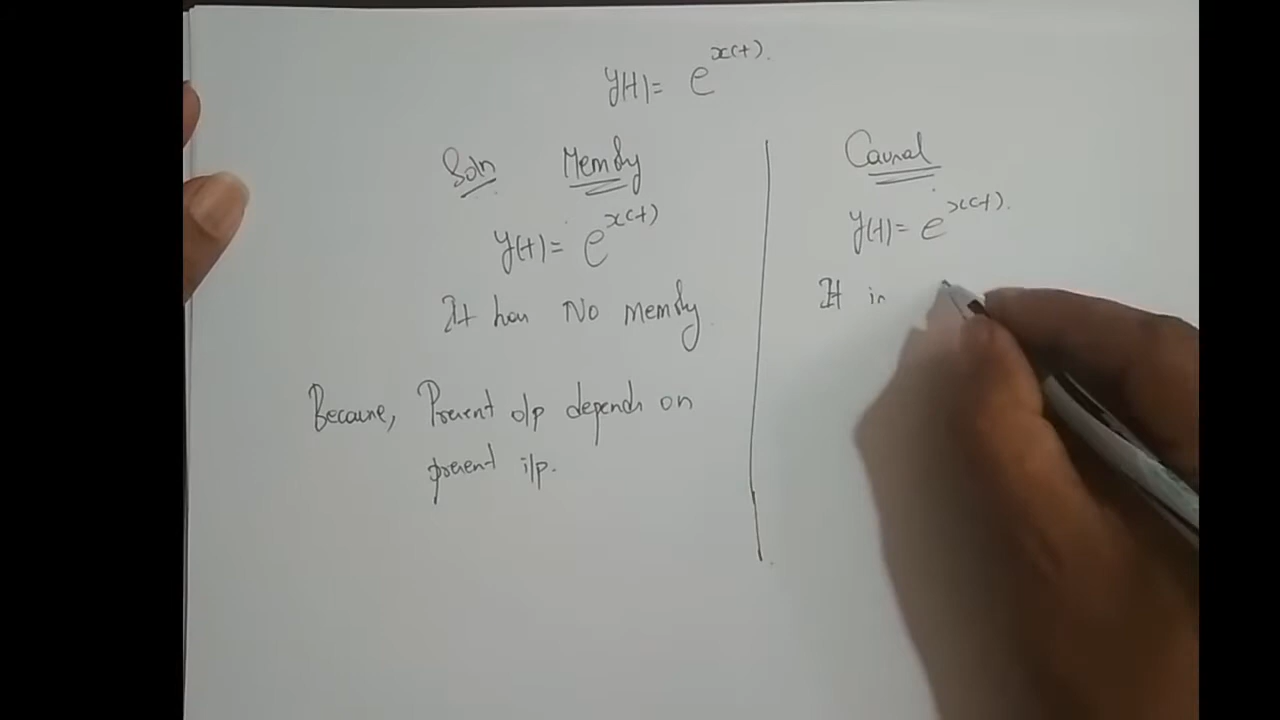 y(t) = e^x(t).
Soln Memory
y(t) = e^x(t)
It has No memory
Because, Present o/p depends on
present i/p.
Causal
y(t) = e^x(t).
It is